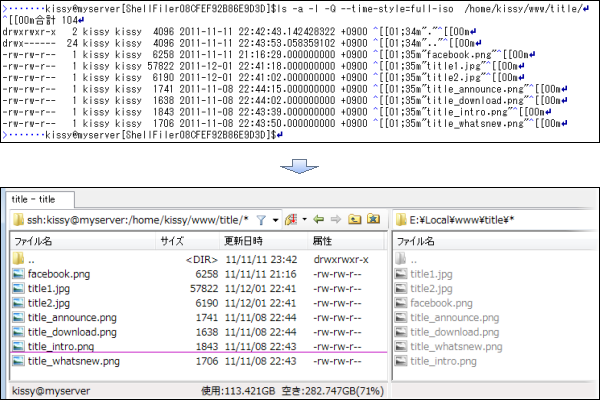 >·······kissy@myserver[ShellFiler08CFEF92B86E9D3D]$ls -a -l -Q --time-style=full-iso  /home/kissy/www/title/↵
^[[00m合計 104↵
drwxrwxr-x  2 kissy kissy  4096 2011-11-11 22:42:43.142428322 +0900 ^[[01;34m"."^[[00m↵
drwx------ 24 kissy kissy  4096 2011-11-11 22:43:53.058359102 +0900 ^[[01;34m".."^[[00m↵
-rw-rw-r--  1 kissy kissy  6258 2011-11-11 21:16:29.000000000 +0900 ^[[01;35m"facebook.png"^[[00m↵
-rw-rw-r--  1 kissy kissy 57822 2011-12-01 22:41:18.000000000 +0900 ^[[01;35m"title1.jpg"^[[00m↵
-rw-rw-r--  1 kissy kissy  6190 2011-12-01 22:41:02.000000000 +0900 ^[[01;35m"title2.jpg"^[[00m↵
-rw-rw-r--  1 kissy kissy  1741 2011-11-08 22:44:15.000000000 +0900 ^[[01;35m"title_announce.png"^[[00m↵
-rw-rw-r--  1 kissy kissy  1638 2011-11-08 22:44:02.000000000 +0900 ^[[01;35m"title_download.png"^[[00m↵
-rw-rw-r--  1 kissy kissy  1843 2011-11-08 22:43:39.000000000 +0900 ^[[01;35m"title_intro.png"^[[00m↵
-rw-rw-r--  1 kissy kissy  1706 2011-11-08 22:43:50.000000000 +0900 ^[[01;35m"title_whatsnew.png"^[[00m↵
>·······kissy@myserver[ShellFiler08CFEF92B86E9D3D]$↵
title - title
ssh:kissy@myserver:/home/kissy/www/title/* E:¥Local¥www¥title¥*
ファイル名 サイズ 更新日時 属性 ファイル名
.. <DIR> 11/11/11 23:42 drwxrwxr-x ..
facebook.png 6258 11/11/11 21:16 -rw-rw-r-- title1.jpg
title1.jpg 57822 11/12/01 22:41 -rw-rw-r-- title2.jpg
title2.jpg 6190 11/12/01 22:41 -rw-rw-r-- facebook.png
title_announce.png 1741 11/11/08 22:44 -rw-rw-r-- title_announce.png
title_download.png 1638 11/11/08 22:44 -rw-rw-r-- title_download.png
title_intro.png 1843 11/11/08 22:43 -rw-rw-r-- title_whatsnew.png
title_whatsnew.png 1706 11/11/08 22:43 -rw-rw-r-- title_intro.png
kissy@myserver 使用:113.421GB 空き:282.747GB(71%)